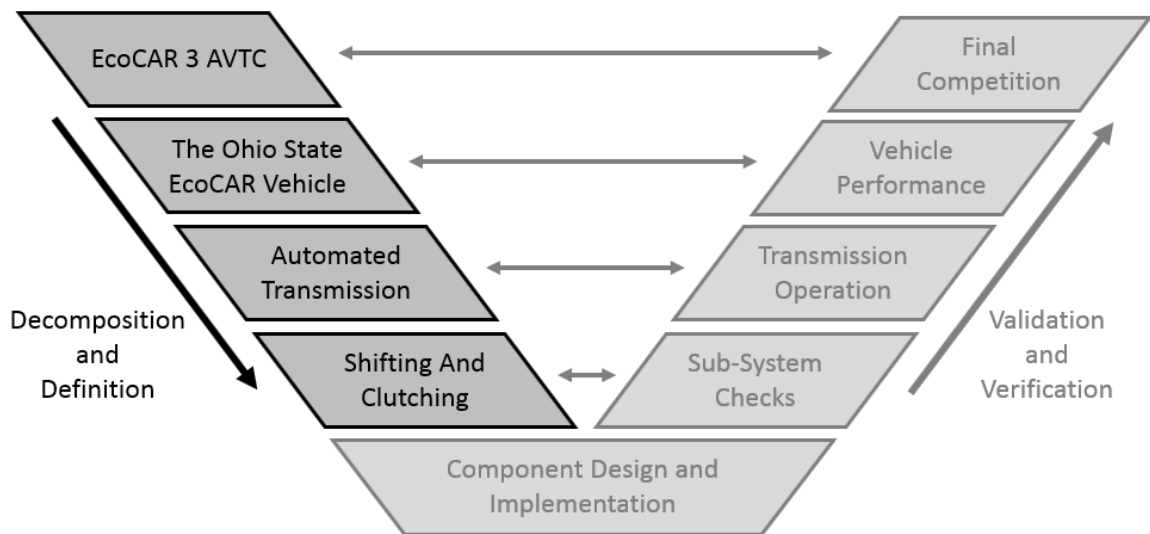 EcoCAR 3 AVTC
Final
Competition
The Ohio State
EcoCAR Vehicle
Vehicle
Performance
Automated
Transmission
Transmission
Operation
Decomposition
and
Definition
Shifting And
Clutching
Sub-System
Checks
Validation
and
Verification
Component Design and
Implementation